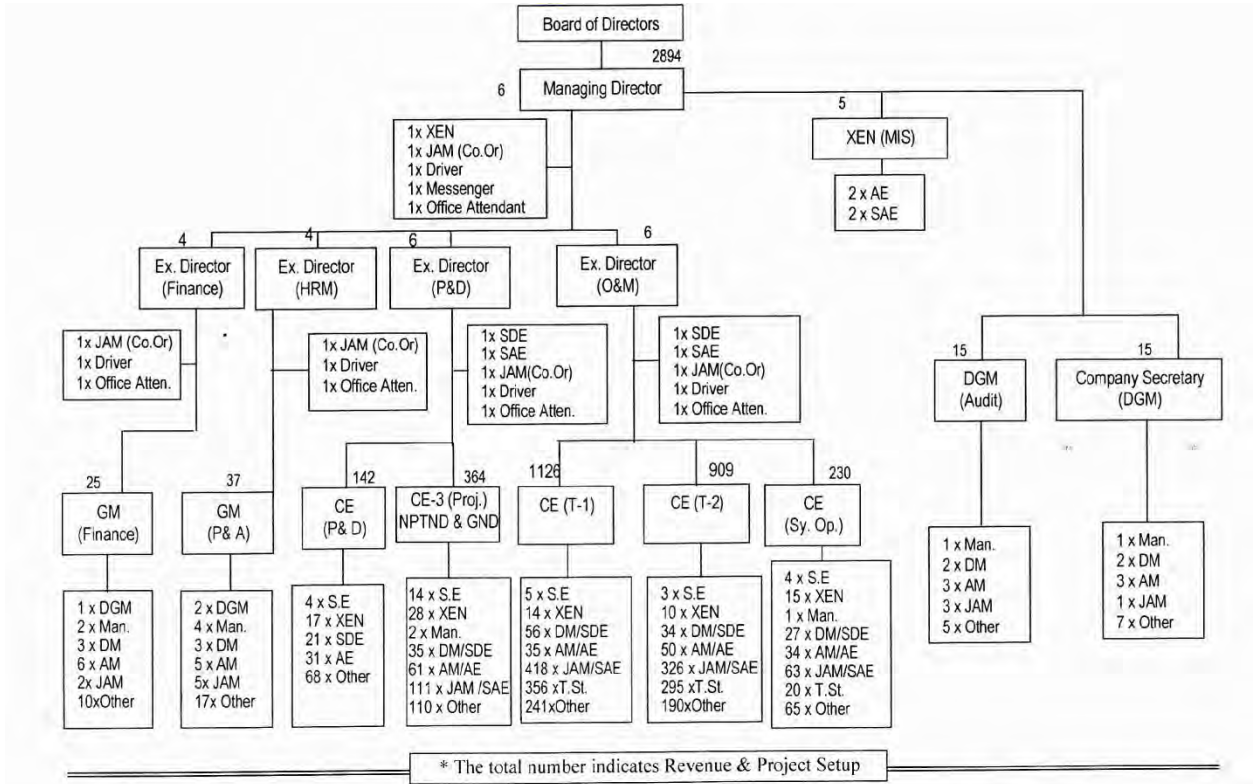 Board of Directors
2894
6
Managing Director
5
XEN (MIS)
1x XEN
1x JAM (Co.Or)
1x Driver
1x Messenger
1x Office Attendant
2 x AE
2 x SAE
4
Ex. Director
(Finance)
4
Ex. Director
(HRM)
6
Ex. Director
(P&D)
6
Ex. Director
(O&M)
1x JAM (Co.Or)
1x Driver
1x Office Atten.
1x JAM (Co.Or)
1x Driver
1x Office Atten.
1x SDE
1x SAE
1x JAM(Co.Or)
1x Driver
1x Office Atten.
1x SDE
1x SAE
1x JAM(Co.Or)
1x Driver
1x Office Atten.
15
DGM
(Audit)
15
Company Secretary
(DGM)
25
GM
(Finance)
37
GM
(P& A)
142
CE
(P& D)
364
CE-3 (Proj.)
NPTND & GND
1126
CE (T-1)
909
CE (T-2)
230
CE
(Sy. Op.)
1 x DGM
2 x Man.
3 x DM
6 x AM
2x JAM
10xOther
2 x DGM
4 x Man.
3 x DM
5 x AM
5x JAM
17x Other
4 x S.E
17 x XEN
21 x SDE
31 x AE
68 x Other
14 x S.E
28 x XEN
2 x Man.
35 x DM/SDE
61 x AM/AE
111 x JAM /SAE
110 x Other
5 x S.E
14 x XEN
56 x DM/SDE
35 x AM/AE
418 x JAM/SAE
356 xT.St.
241xOther
3 x S.E
10 x XEN
34 x DM/SDE
50 x AM/AE
326 x JAM/SAE
295 xT.St.
190xOther
4 x S.E
15 x XEN
1 x Man.
27 x DM/SDE
34 x AM/AE
63 x JAM/SAE
20 x T.St.
65 x Other
1 x Man.
2 x DM
3 x AM
3 x JAM
5 x Other
1 x Man.
2 x DM
3 x AM
1 x JAM
7 x Other
* The total number indicates Revenue & Project Setup